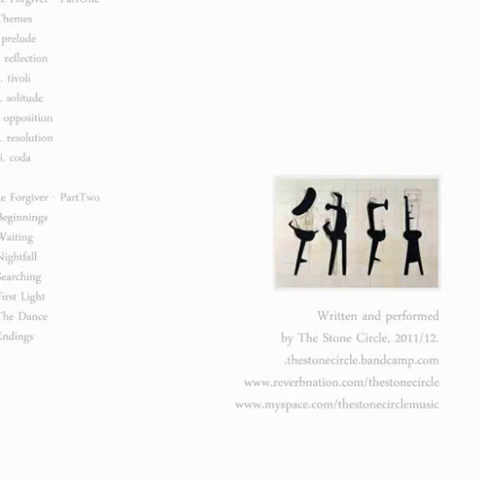 Themes
prelude
reflection
. tivoli
. solitude
opposition
. resolution
i. coda
e Forgiver - PartTwo
Beginnings
Waiting
Nightfall
Searching
First Light
The Dance
Endings
Written and performed
by The Stone Circle, 2011/12.
.thestonecircle.bandcamp.com
www.reverbnation.com/thestonecircle
www.myspace.com/thestonecirclemusic